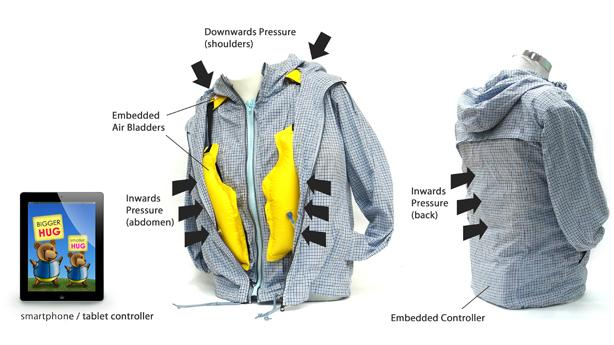 Downwards Pressure
(shoulders)
Embedded
Air Bladders
Inwards
Pressure
(abdomen)
Inwards
Pressure
(back)
BIGGER
HUG
HUG
smartphone / tablet controller
Embedded Controller